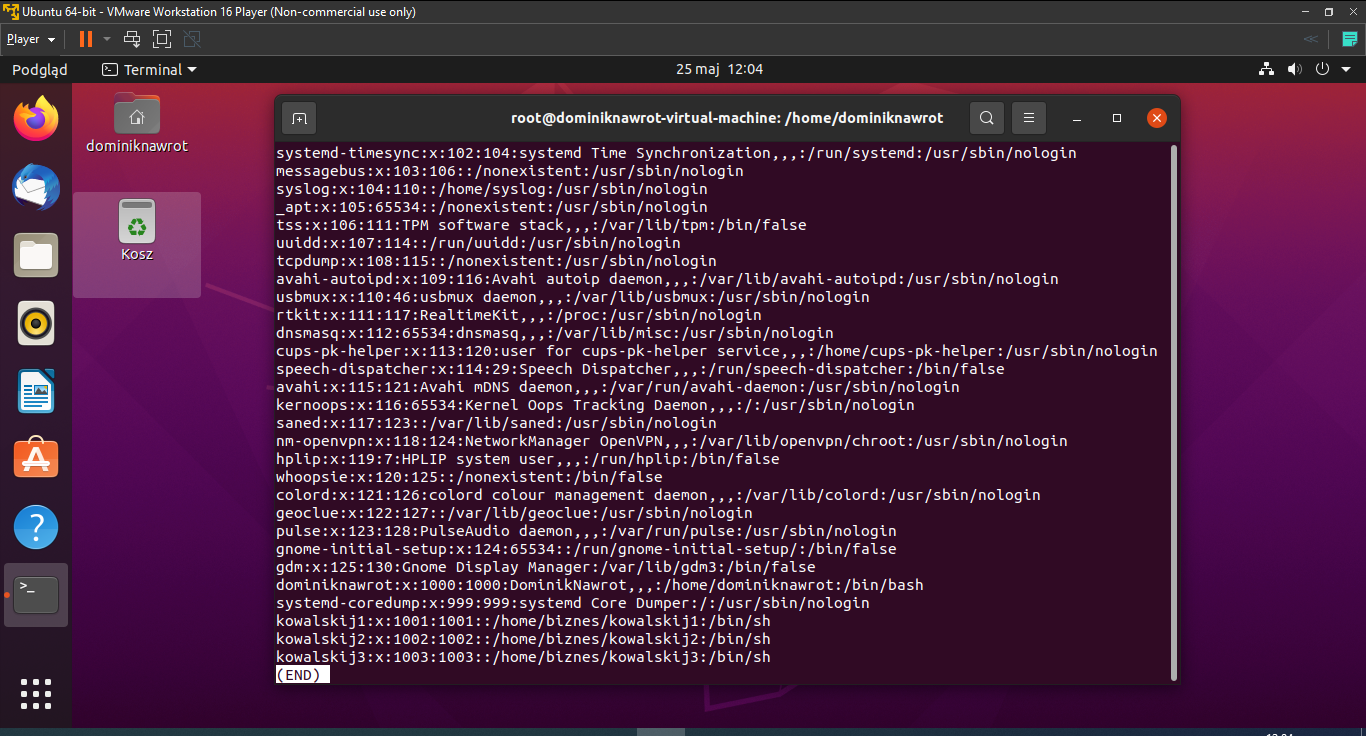 Ubuntu 64-bit - VMware Workstation 16 Player (Non-commercial use only)
Player
Podgląd Terminal 25 maj 12:04
dominiknawrot
Kosz
root@dominiknawrot-virtual-machine: /home/dominiknawrot
systemd-timesync:x:102:104:systemd Time Synchronization,,,:/run/systemd:/usr/sbin/nologin
messagebus:x:103:106::/nonexistent:/usr/sbin/nologin
syslog:x:104:110::/home/syslog:/usr/sbin/nologin
_apt:x:105:65534::/nonexistent:/usr/sbin/nologin
tss:x:106:111:TPM software stack,,,:/var/lib/tpm:/bin/false
uuidd:x:107:114::/run/uuidd:/usr/sbin/nologin
tcpdump:x:108:115::/nonexistent:/usr/sbin/nologin
avahi-autoipd:x:109:116:Avahi autoip daemon,,,:/var/lib/avahi-autoipd:/usr/sbin/nologin
usbmux:x:110:46:usbmux daemon,,,:/var/lib/usbmux:/usr/sbin/nologin
rtkit:x:111:117:RealtimeKit,,,:/proc:/usr/sbin/nologin
dnsmasq:x:112:65534:dnsmasq,,,:/var/lib/misc:/usr/sbin/nologin
cups-pk-helper:x:113:120:user for cups-pk-helper service,,,:/home/cups-pk-helper:/usr/sbin/nologin
speech-dispatcher:x:114:29:Speech Dispatcher,,,:/run/speech-dispatcher:/bin/false
avahi:x:115:121:Avahi mDNS daemon,,,:/var/run/avahi-daemon:/usr/sbin/nologin
kernoops:x:116:65534:Kernel Oops Tracking Daemon,,,:/:/usr/sbin/nologin
saned:x:117:123::/var/lib/saned:/usr/sbin/nologin
nm-openvpn:x:118:124:NetworkManager OpenVPN,,,:/var/lib/openvpn/chroot:/usr/sbin/nologin
hplip:x:119:7:HPLIP system user,,,:/run/hplip:/bin/false
whoopsie:x:120:125::/nonexistent:/bin/false
colord:x:121:126:colord colour management daemon,,,:/var/lib/colord:/usr/sbin/nologin
geoclue:x:122:127::/var/lib/geoclue:/usr/sbin/nologin
pulse:x:123:128:PulseAudio daemon,,,:/var/run/pulse:/usr/sbin/nologin
gnome-initial-setup:x:124:65534::/run/gnome-initial-setup/:/bin/false
gdm:x:125:130:Gnome Display Manager:/var/lib/gdm3:/bin/false
dominiknawrot:x:1000:1000:DominikNawrot,,,:/home/dominiknawrot:/bin/bash
systemd-coredump:x:999:999:systemd Core Dumper:/:/usr/sbin/nologin
kowalskij1:x:1001:1001::/home/biznes/kowalskij1:/bin/sh
kowalskij2:x:1002:1002::/home/biznes/kowalskij2:/bin/sh
kowalskij3:x:1003:1003::/home/biznes/kowalskij3:/bin/sh
(END)